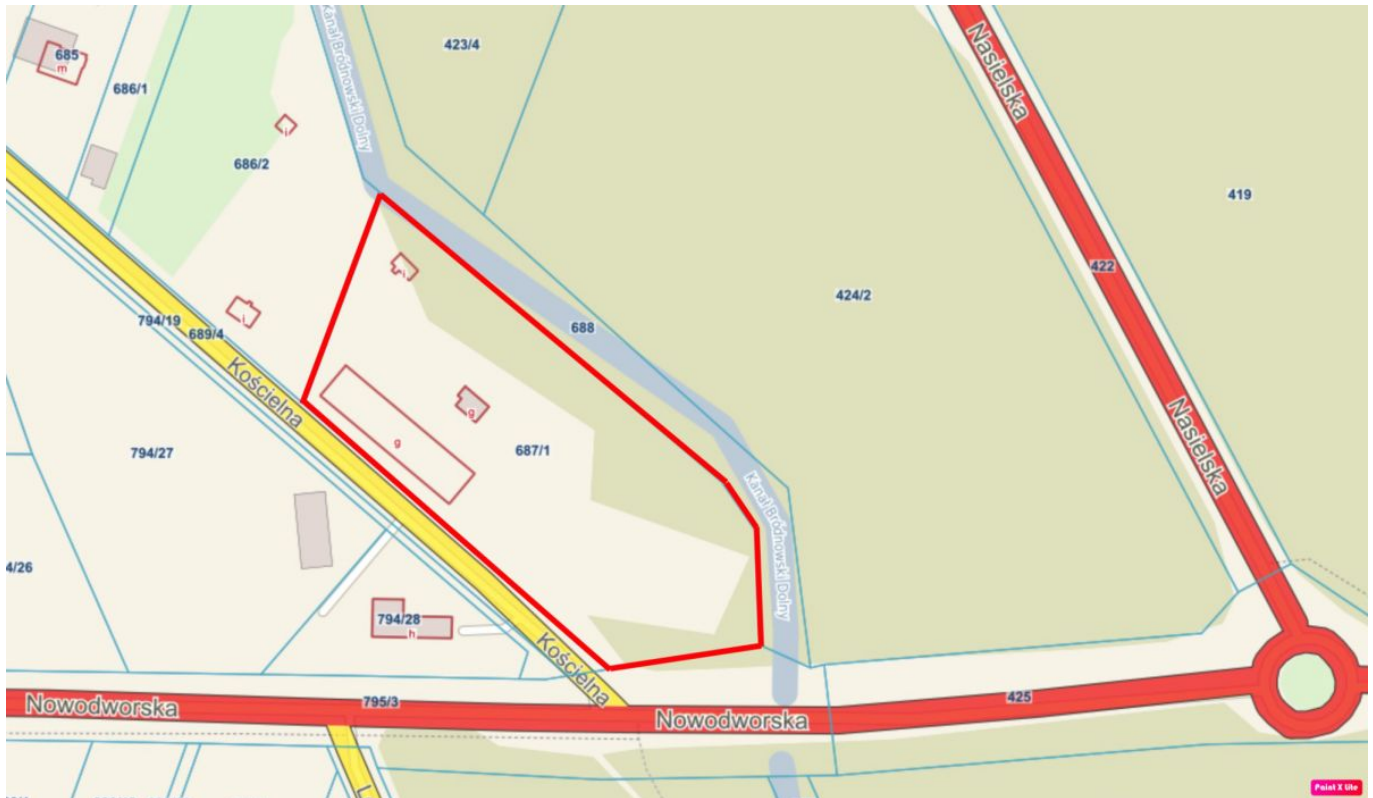 685
m
423/4
686/1
Kanał Bródnowski Dolny
Nasielska
i
686/2
419
422
i
424/2
794/19
i
688
689/4
Kościelna
g
Nasielska
g
687/1
794/27
Kanał Bródnowski Dolny
4/26
794/28
h
Kościelna
795/3
425
Nowodworska
Nowodworska
Paint X lite